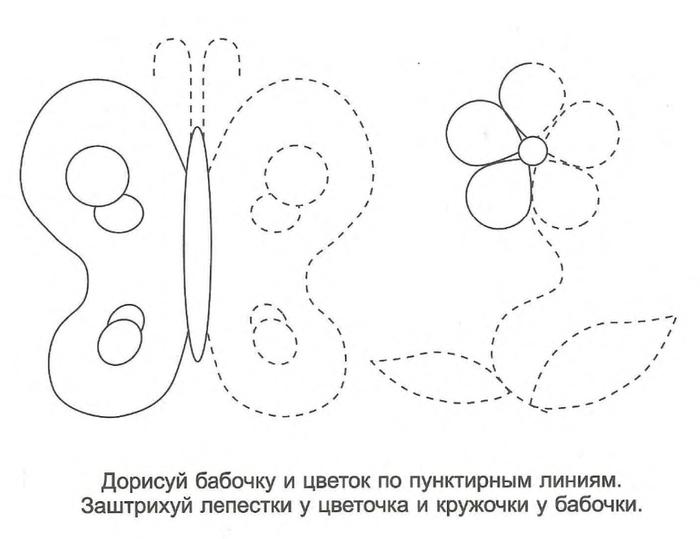 Дорисуй бабочку и цветок по пунктирным линиям.
Заштрихуй лепестки у цветочка и кружочки у бабочки.